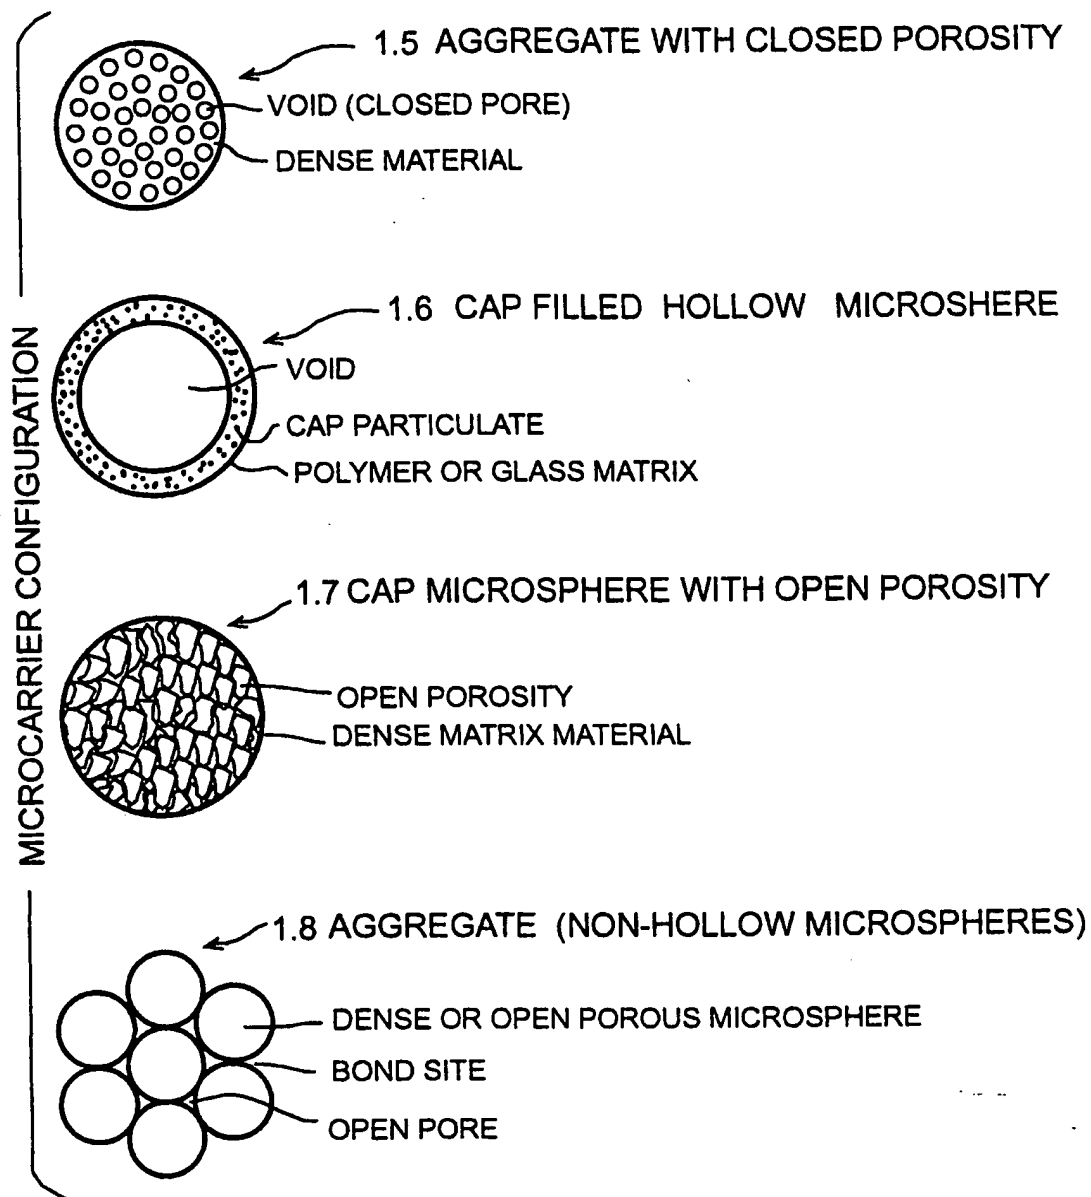 MICROCARRIER CONFIGURATION
1.5 AGGREGATE WITH CLOSED POROSITY
VOID (CLOSED PORE)
DENSE MATERIAL
1.6 CAP FILLED HOLLOW MICROSHERE
VOID
CAP PARTICULATE
POLYMER OR GLASS MATRIX
1.7 CAP MICROSPHERE WITH OPEN POROSITY
OPEN POROSITY
DENSE MATRIX MATERIAL
1.8 AGGREGATE (NON-HOLLOW MICROSPHERES)
DENSE OR OPEN POROUS MICROSPHERE
BOND SITE
OPEN PORE